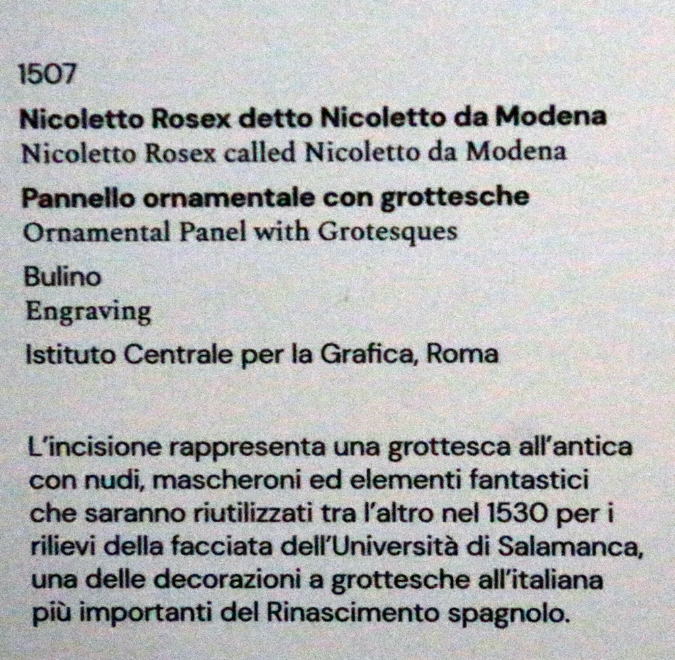 1507
Nicoletto Rosex detto Nicoletto da Modena
Nicoletto Rosex called Nicoletto da Modena
Pannello ornamentale con grottesche
Ornamental Panel with Grotesques
Bulino
Engraving
Istituto Centrale per la Grafica, Roma
L'incisione rappresenta una grottesca all'antica
con nudi, mascheroni ed elementi fantastici
che saranno riutilizzati tra l'altro nel 1530 per i
rilievi della facciata dell'Università di Salamanca,
una delle decorazioni a grottesche all'italiana
più importanti del Rinascimento spagnolo.